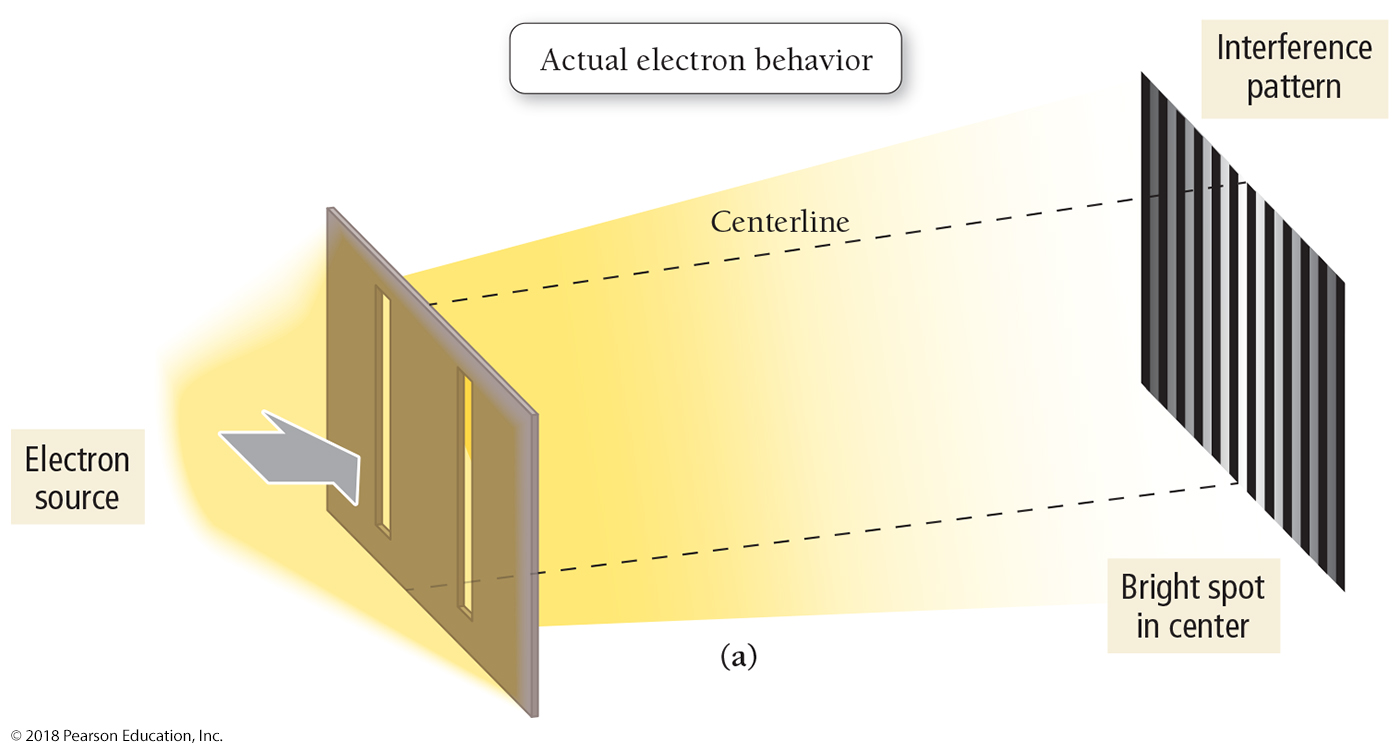 Actual electron behavior
Interference
pattern
Centerline
Electron
source
Bright spot
in center
(a)
© 2018 Pearson Education, Inc.